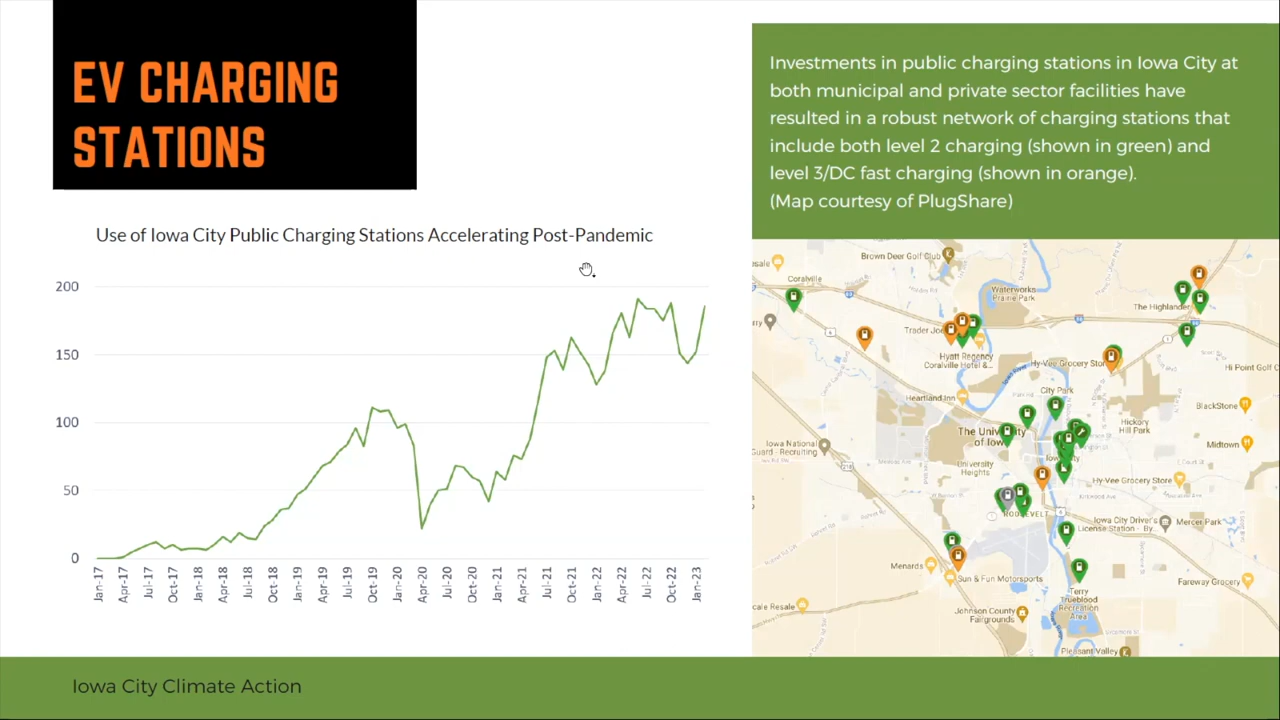 EV CHARGING
STATIONS
Investments in public charging stations in Iowa City at
both municipal and private sector facilities have
resulted in a robust network of charging stations that
include both level 2 charging (shown in green) and
level 3/DC fast charging (shown in orange).
(Map courtesy of PlugShare)
Use of Iowa City Public Charging Stations Accelerating Post-Pandemic
200
150
100
50
0
Jan-17
Apr-17
Jul-17
Oct-17
Jan-18
Apr-18
Jul-18
Oct-18
Jan-19
Apr-19
Jul-19
Oct-19
Jan-20
Apr-20
Jul-20
Oct-20
Jan-21
Apr-21
Jul-21
Oct-21
Jan-22
Apr-22
Jul-22
Oct-22
Jan-23
Brown Deer Golf Club
Coralville
Waterworks
Prairie Park
The Highlander
Trader Joe
Hyatt Regency
Coralville Hotel &...
Hy-Vee Grocery Store
Hi Point Golf C
City Park
Heartland Inn
BlackStone
Hickory
Hill Park
The University
of Iow
Iowa National
Guard - Recruiting
Midtown
University
Heights
Hy-Vee Grocery Store
ROOSEVELT
Iowa City Driver's
License Station - By...
Mercer Park
Menards
Sun & Fun Motorsports
Fareway Grocery
Terry
Trueblood
Recreation
Area
cale Resale
Johnson County
Fairgrounds
Pleasant Valley
Iowa City Climate Action